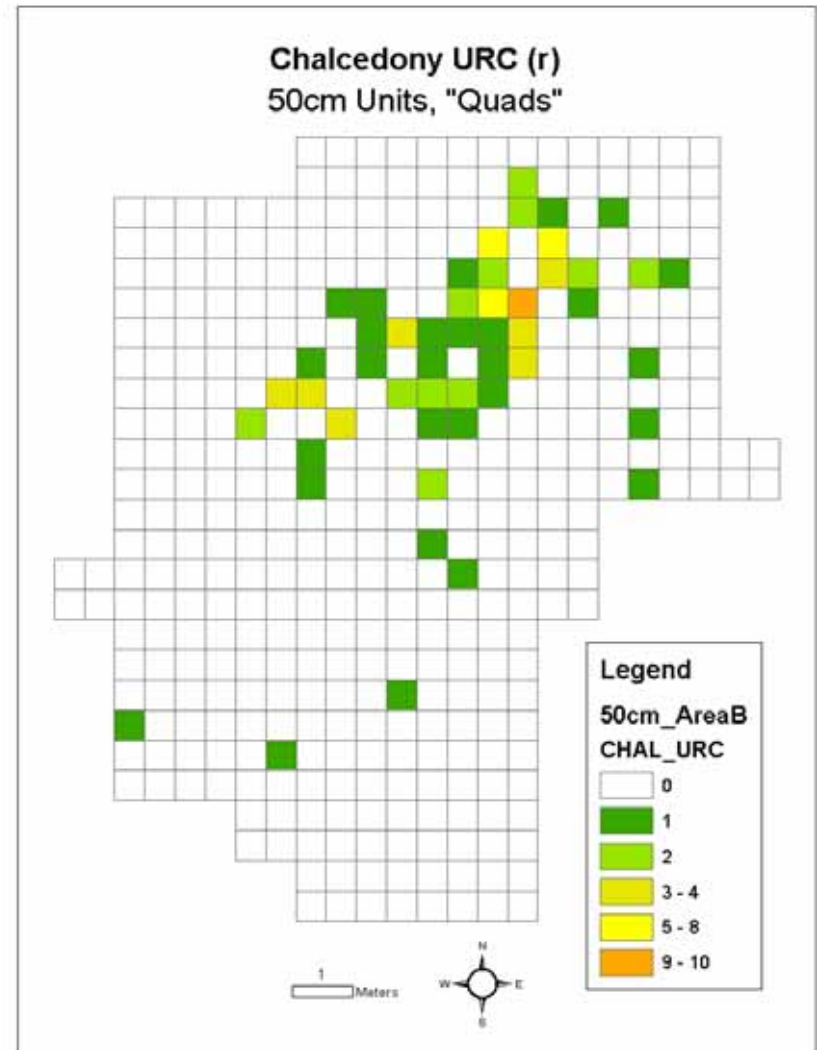 Chalcedony URC (r)
50cm Units, "Quads"
Legend
50cm_AreaB
CHAL_URC
0
1
2
3 - 4
5 - 8
9 - 10
1
Meters
N
W
E
S